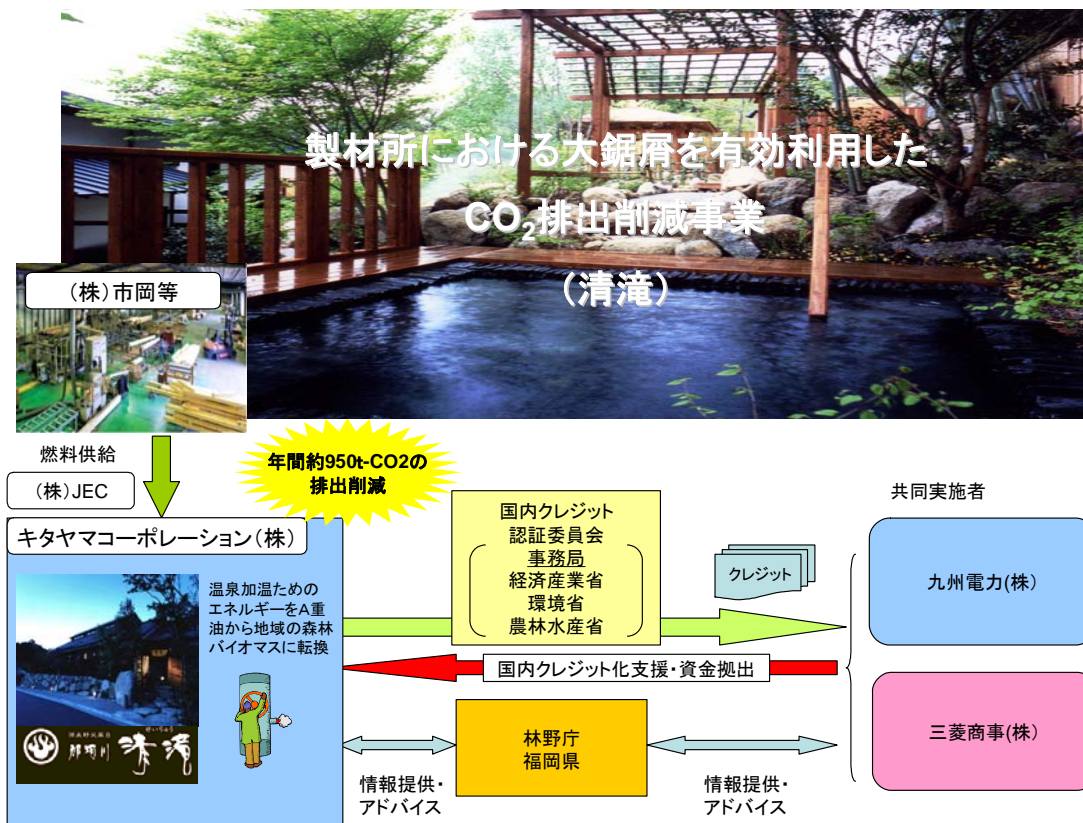 製材所における大鋸屑を有効利用した
CO₂排出削減事業
(清滝)
(株)市岡等
燃料供給
(株)JEC
年間約950t-CO2の
排出削減
キタヤマコーポレーション(株)
温泉加温ための
エネルギーをA重
油から地域の森林
バイオマスに転換
せいりゅう
那珂川 清滝
国内クレジット
認証委員会
事務局
経済産業省
環境省
農林水産省
クレジット
共同実施者
九州電力(株)
国内クレジット化支援・資金拠出
三菱商事(株)
林野庁
福岡県
情報提供・
アドバイス
情報提供・
アドバイス